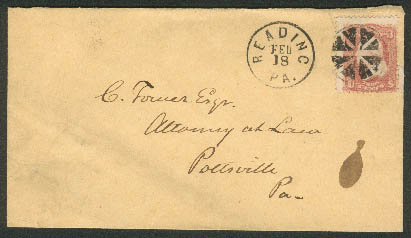 READING
FEB
18
PA.
C. Tower Esqr.
Attorney at Law
Pottsville
Pa